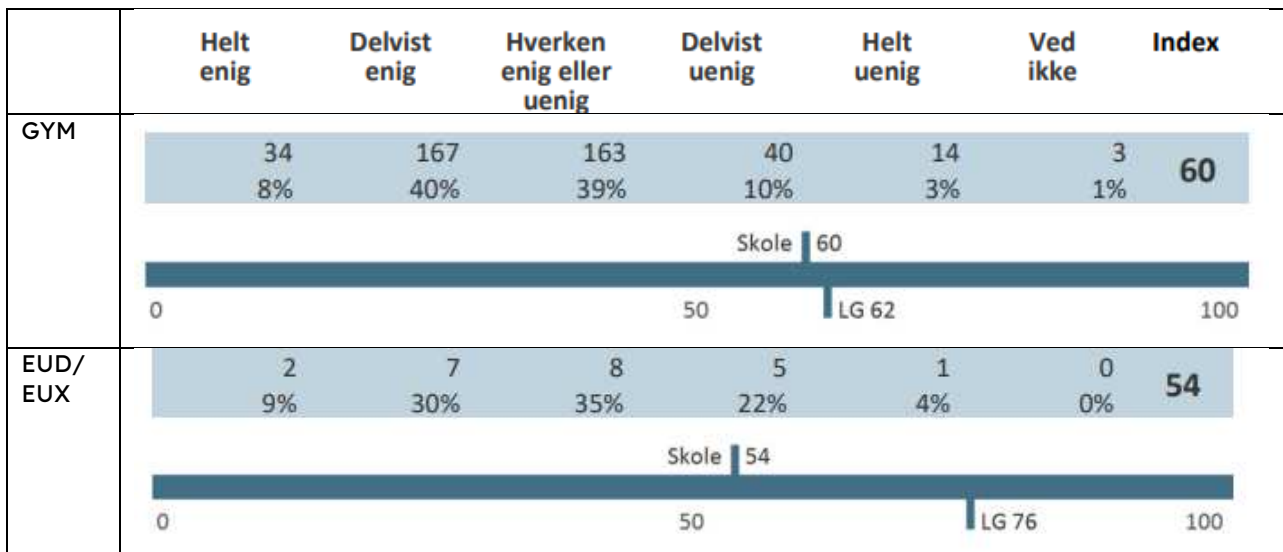 Helt enig Delvist enig Hverken enig eller uenig Delvist uenig Helt uenig Ved ikke Index
GYM
34 167 163 40 14 3 60
8% 40% 39% 10% 3% 1%
Skole 60
0 50 LG 62 100
EUD/ EUX
2 7 8 5 1 0 54
9% 30% 35% 22% 4% 0%
Skole 54
0 50 LG 76 100